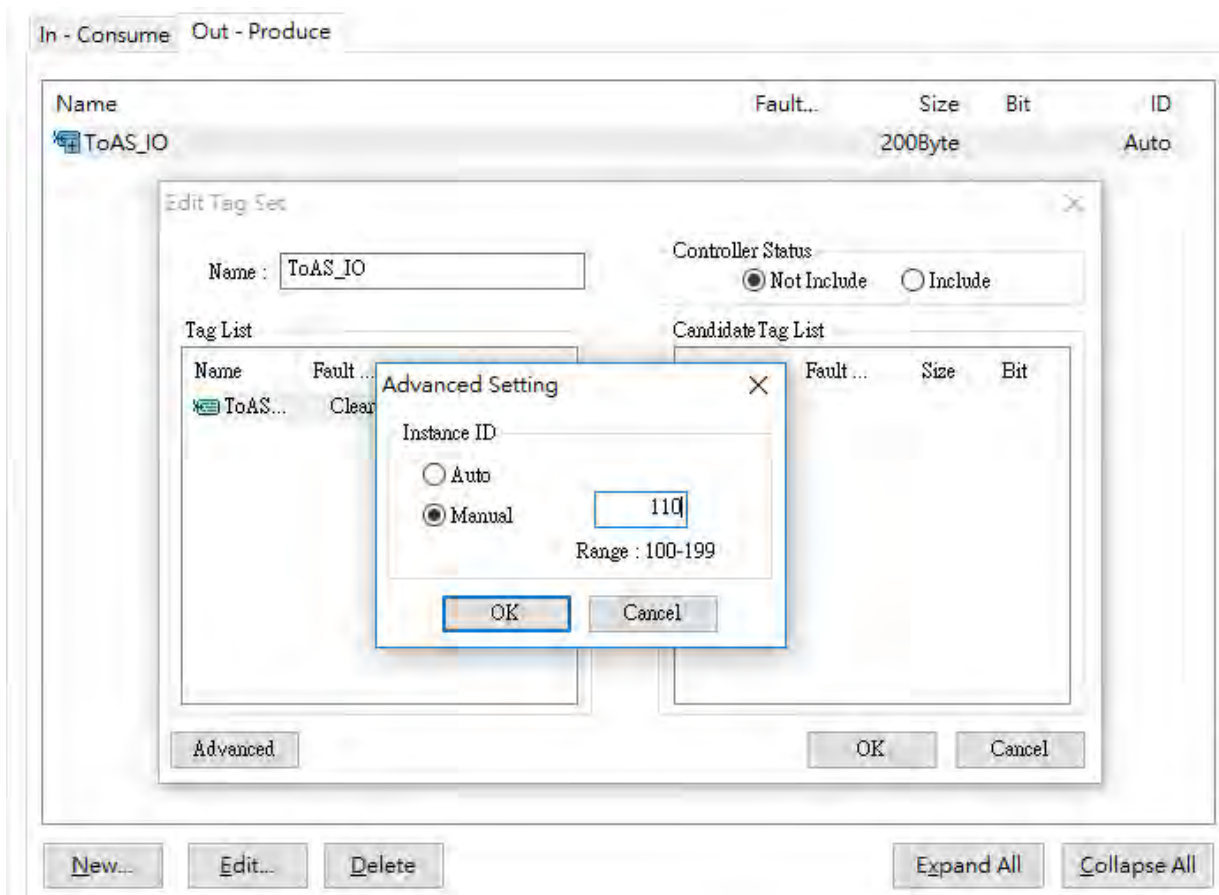 In - Consume Out - Produce
Name Fault... Size Bit ID
ToAS_IO 200Byte Auto
Edit Tag Set
Name : ToAS_IO
Controller Status
Not Include Include
Tag List
Candidate Tag List
Name Fault ...
Fault ... Size Bit
ToAS... Clear
Advanced Setting
Instance ID
Auto
Manual 110
Range : 100-199
OK Cancel
Advanced OK Cancel
New... Edit... Delete Expand All Collapse All